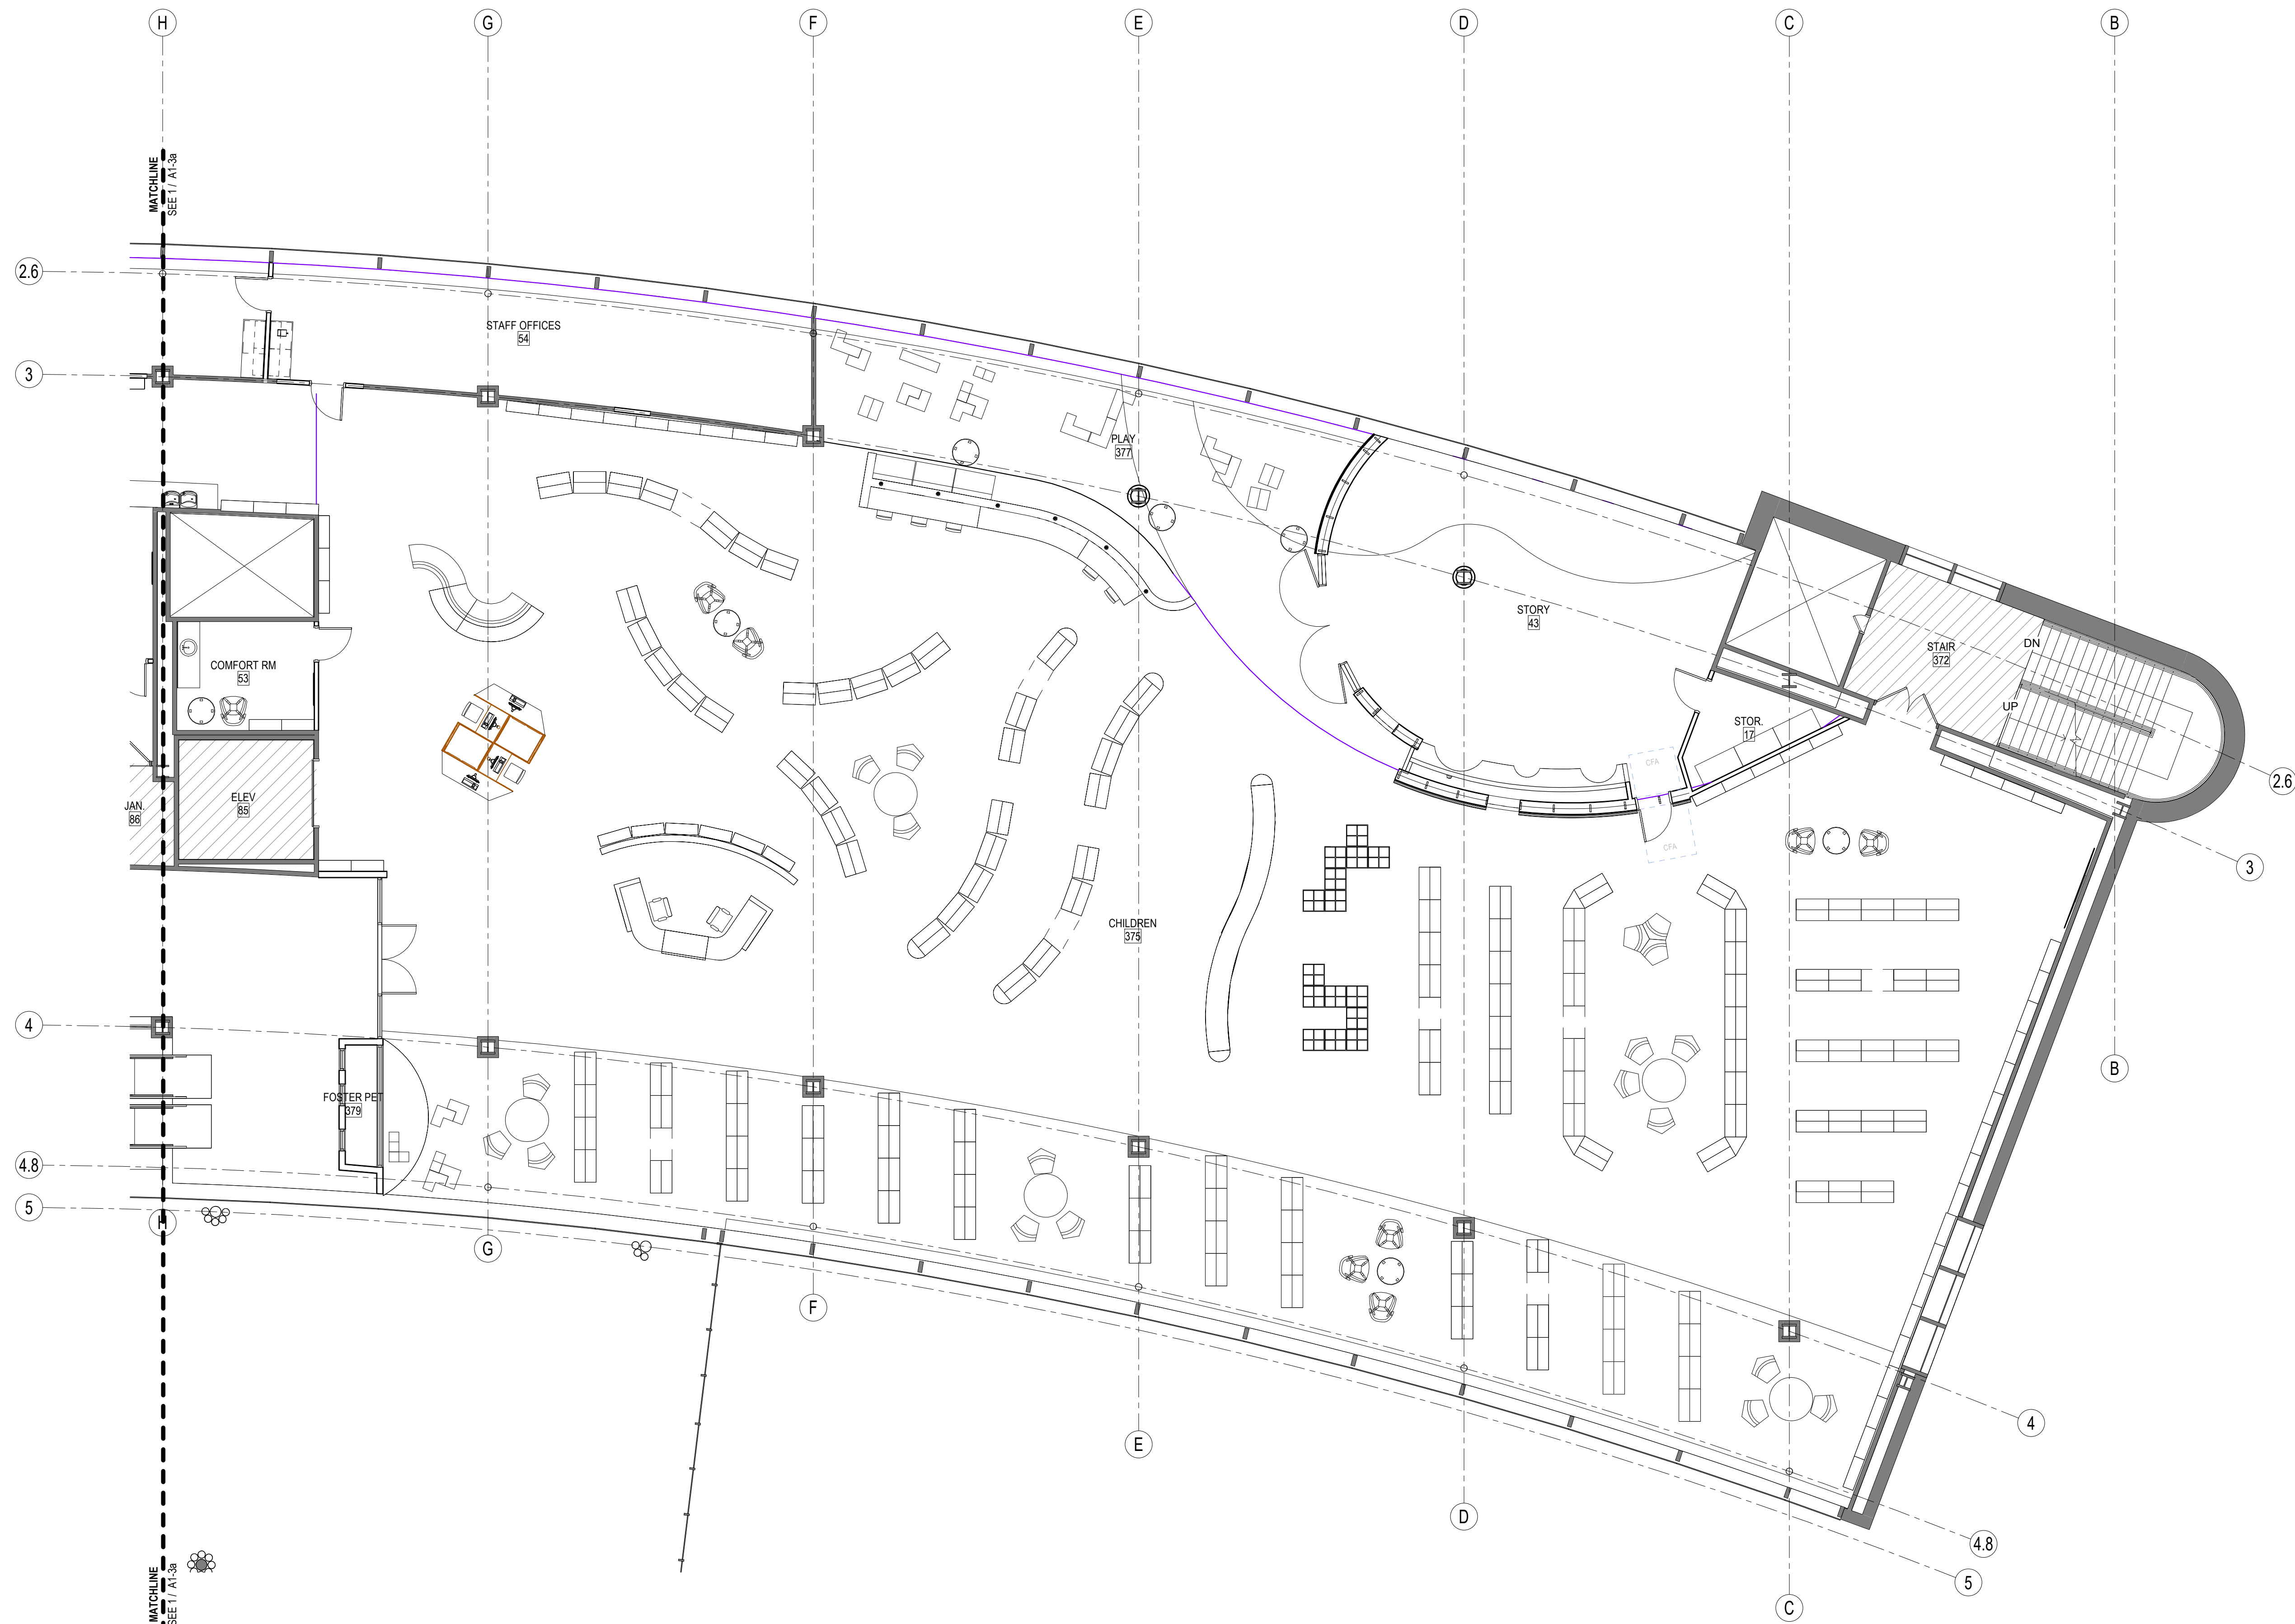 H
G
F
E
D
C
B
MATCHLINE
SEE 1 / A1-3a
2.6
3
STAFF OFFICES
54
PLAY
377
STORY
43
STAIR
372
DN
UP
COMFORT RM
53
STOR.
17
CFA
CFA
ELEV
85
JAN.
86
2.6
3
CHILDREN
375
4
FOSTER PET
379
4.8
5
H
G
F
E
D
C
B
4
4.8
5
MATCHLINE
SEE 1 / A1-3a